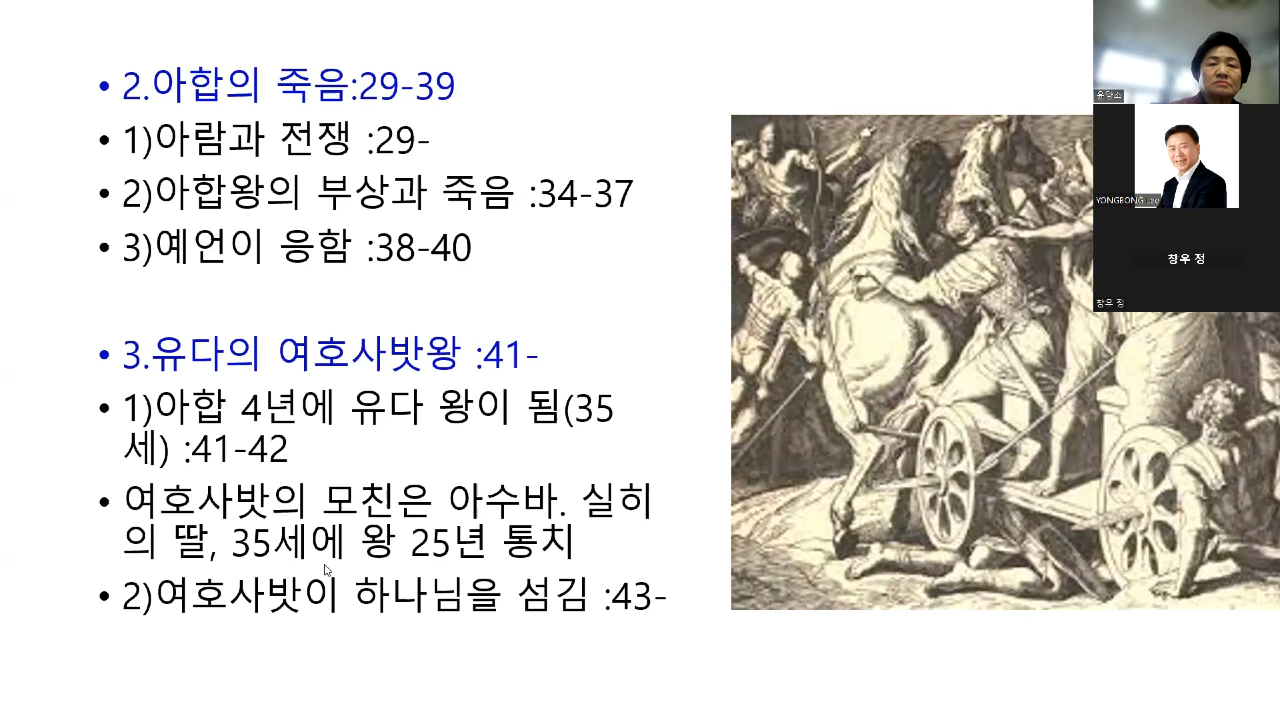 • 2.아합의 죽음:29-39
• 1)아람과 전쟁 :29-
• 2)아합왕의 부상과 죽음 :34-37
• 3)예언이 응함 :38-40
• 3.유다의 여호사밧왕 :41-
• 1)아합 4년에 유다 왕이 됨(35
세) :41-42
• 여호사밧의 모친은 아수바. 실히
의 딸, 35세에 왕 25년 통치
• 2)여호사밧이 하나님을 섬김 :43-
YONGBONG Lee
창우 정
창우 정